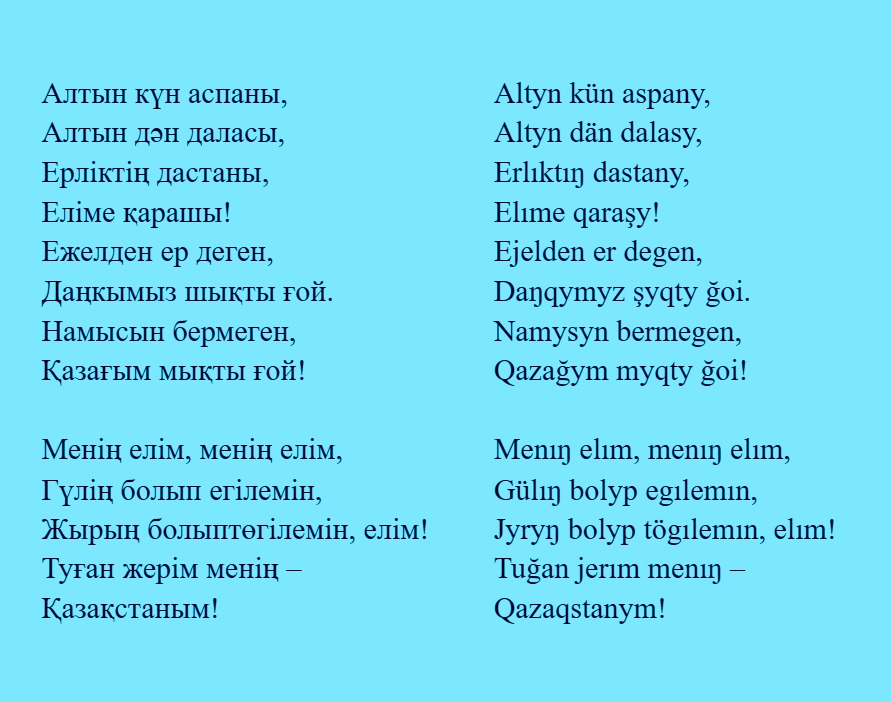 Алтын күн аспаны,
Алтын дән даласы,
Ерліктің дастаны,
Еліме қарашы!
Ежелден ер деген,
Даңкымыз шықты ғой.
Намысын бермеген,
Қазағым мықты ғой!
Менің елім, менің елім,
Гүлің болып егілемін,
Жырың болыптөгілемін, елім!
Туған жерім менің –
Қазақстаным!
Altyn kün aspany,
Altyn dän dalasy,
Erlıktıŋ dastany,
Elıme qaraşy!
Ejelden er degen,
Daŋqymyz şyqty ğoi.
Namysyn bermegen,
Qazağym myqty ğoi!
Menıŋ elım, menıŋ elım,
Gülıŋ bolyp egılemın,
Jyryŋ bolyp tögılemın, elım!
Tuğan jerım menıŋ –
Qazaqstanym!